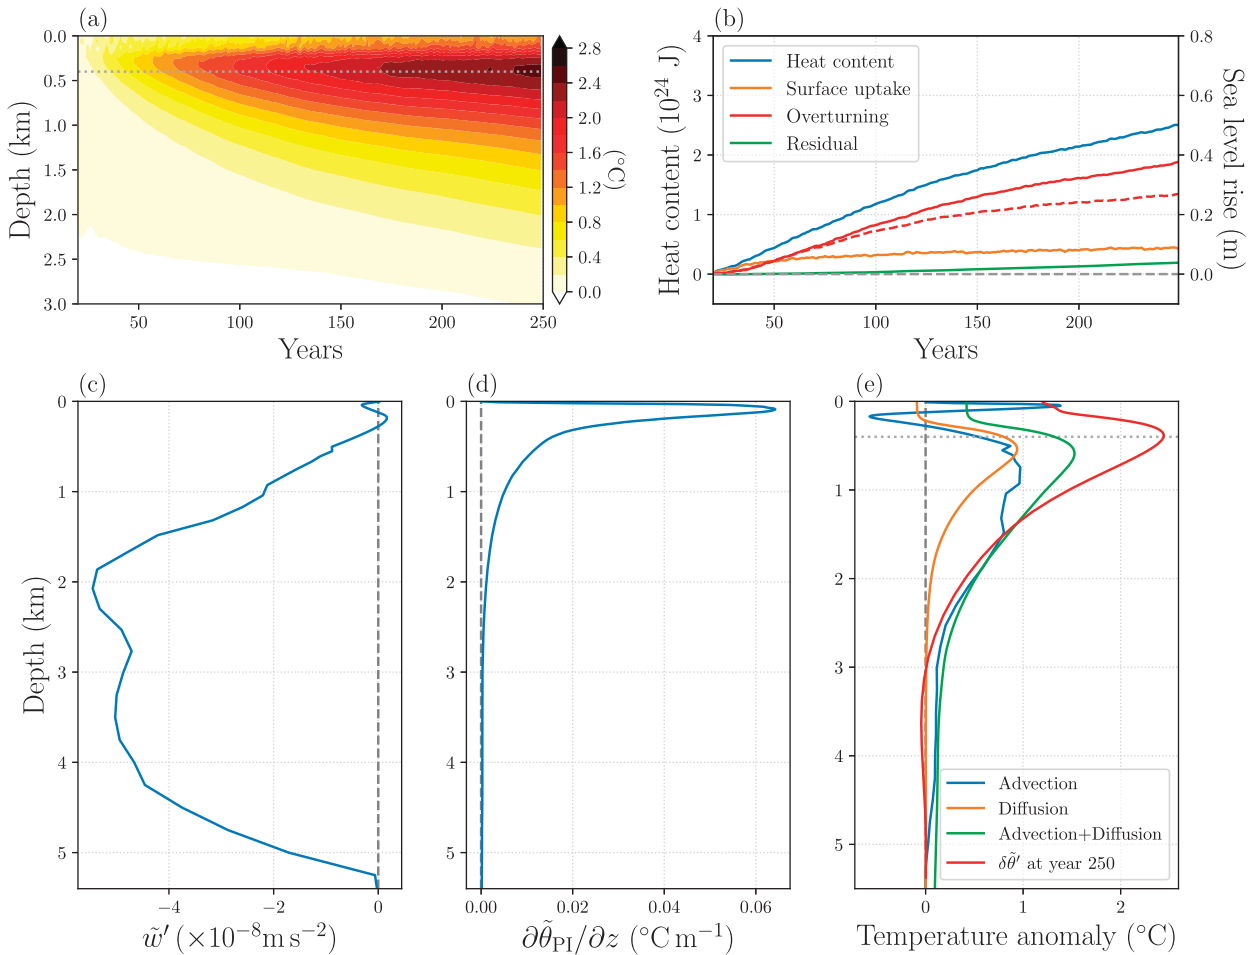 (a)
0.0
0.5
1.0
1.5
2.0
2.5
3.0
Depth (km)
50
100
150
200
250
Years
2.8
2.4
2.0
1.6
1.2
0.8
0.4
0.0
(°C)
(b)
Heat content
Surface uptake
Overturning
Residual
4
3
2
1
0
Heat content (10²⁴ J)
0.8
0.6
0.4
0.2
0.0
Sea level rise (m)
50
100
150
200
Years
(c)
0
1
2
3
4
5
Depth (km)
−4
−2
0
w̃′ (×10⁻⁸m s⁻²)
(d)
0
1
2
3
4
5
0.00
0.02
0.04
0.06
∂θ̃_PI/∂z (°C m⁻¹)
(e)
0
1
2
3
4
5
Advection
Diffusion
Advection+Diffusion
δθ̃′ at year 250
0
1
2
Temperature anomaly (°C)